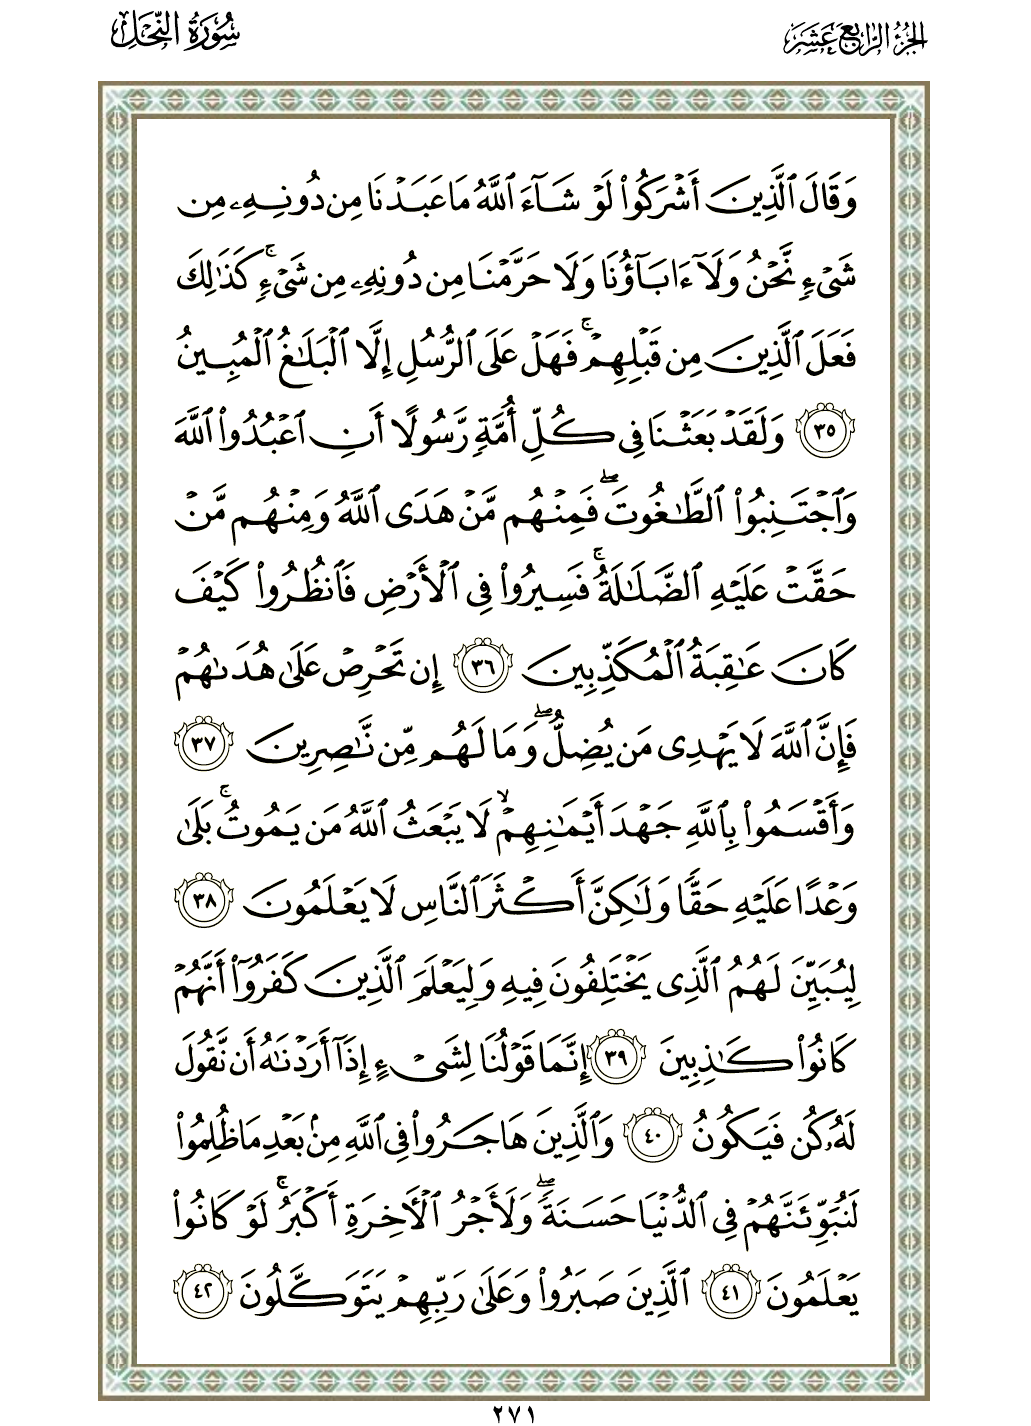 الجزء الرابع عشر
سورة النحل
وَقَالَ ٱلَّذِينَ أَشْرَكُوا۟ لَوْ شَآءَ ٱللَّهُ مَا عَبَدْنَا مِن دُونِهِۦ مِن
شَىْءٍۢ نَّحْنُ وَلَآ ءَابَآؤُنَا وَلَا حَرَّمْنَا مِن دُونِهِۦ مِن شَىْءٍۢ ۚ كَذَٰلِكَ
فَعَلَ ٱلَّذِينَ مِن قَبْلِهِمْ ۚ فَهَلْ عَلَى ٱلرُّسُلِ إِلَّا ٱلْبَلَٰغُ ٱلْمُبِينُ
٣٥ وَلَقَدْ بَعَثْنَا فِى كُلِّ أُمَّةٍۢ رَّسُولًا أَنِ ٱعْبُدُوا۟ ٱللَّهَ
وَٱجْتَنِبُوا۟ ٱلطَّٰغُوتَ ۖ فَمِنْهُم مَّنْ هَدَى ٱللَّهُ وَمِنْهُم مَّنْ
حَقَّتْ عَلَيْهِ ٱلضَّلَٰلَةُ ۚ فَسِيرُوا۟ فِى ٱلْأَرْضِ فَٱنظُرُوا۟ كَيْفَ
كَانَ عَٰقِبَةُ ٱلْمُكَذِّبِينَ ٣٦ إِن تَحْرِصْ عَلَىٰ هُدَىٰهُمْ
فَإِنَّ ٱللَّهَ لَا يَهْدِى مَن يُضِلُّ ۖ وَمَا لَهُم مِّن نَّٰصِرِينَ ٣٧
وَأَقْسَمُوا۟ بِٱللَّهِ جَهْدَ أَيْمَٰنِهِمْ ۙ لَا يَبْعَثُ ٱللَّهُ مَن يَمُوتُ ۚ بَلَىٰ
وَعْدًا عَلَيْهِ حَقًّۭا وَلَٰكِنَّ أَكْثَرَ ٱلنَّاسِ لَا يَعْلَمُونَ ٣٨
لِيُبَيِّنَ لَهُمُ ٱلَّذِى يَخْتَلِفُونَ فِيهِ وَلِيَعْلَمَ ٱلَّذِينَ كَفَرُوٓا۟ أَنَّهُمْ
كَانُوا۟ كَٰذِبِينَ ٣٩ إِنَّمَا قَوْلُنَا لِشَىْءٍ إِذَآ أَرَدْنَٰهُ أَن نَّقُولَ
لَهُۥ كُن فَيَكُونُ ٤٠ وَٱلَّذِينَ هَاجَرُوا۟ فِى ٱللَّهِ مِنۢ بَعْدِ مَا ظُلِمُوا۟
لَنُبَوِّئَنَّهُمْ فِى ٱلدُّنْيَا حَسَنَةًۭ ۖ وَلَأَجْرُ ٱلْـَٔاخِرَةِ أَكْبَرُ ۚ لَوْ كَانُوا۟
يَعْلَمُونَ ٤١ ٱلَّذِينَ صَبَرُوا۟ وَعَلَىٰ رَبِّهِمْ يَتَوَكَّلُونَ ٤٢
٢٧١